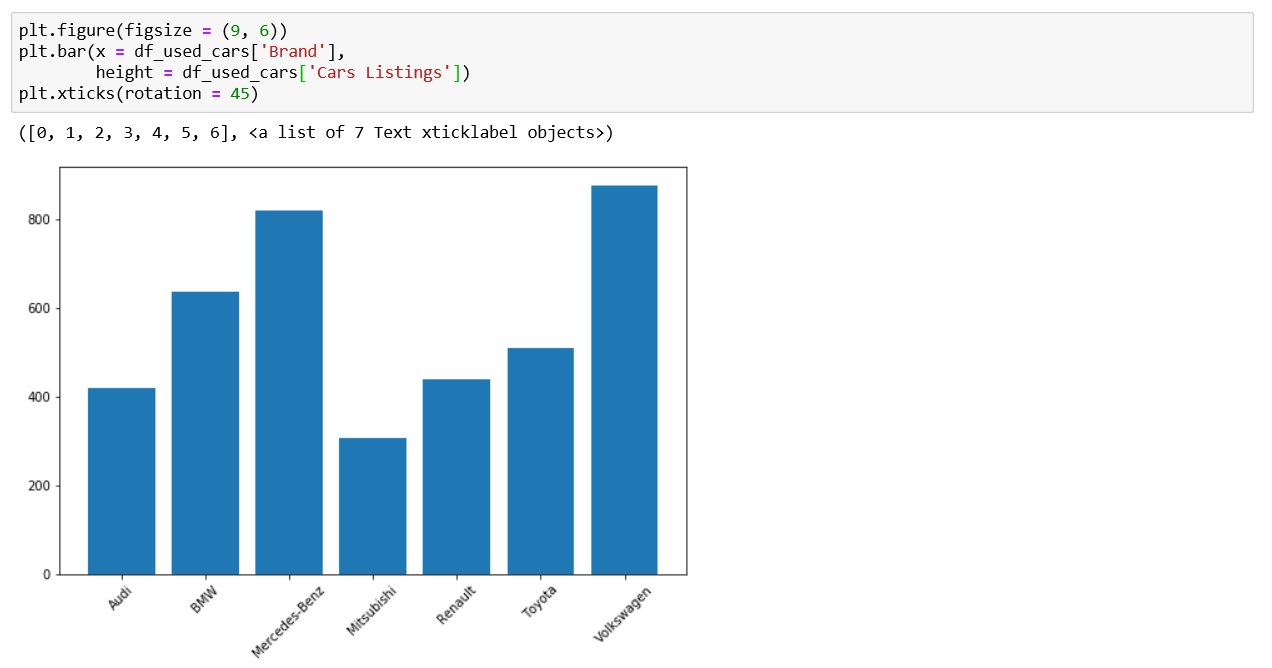 plt.figure(figsize = (9, 6))
plt.bar(x = df_used_cars['Brand'],
        height = df_used_cars['Cars Listings'])
plt.xticks(rotation = 45)
([0, 1, 2, 3, 4, 5, 6], <a list of 7 Text xticklabel objects>)
800
600
400
200
0
Audi
BMW
Mercedes-Benz
Mitsubishi
Renault
Toyota
Volkswagen